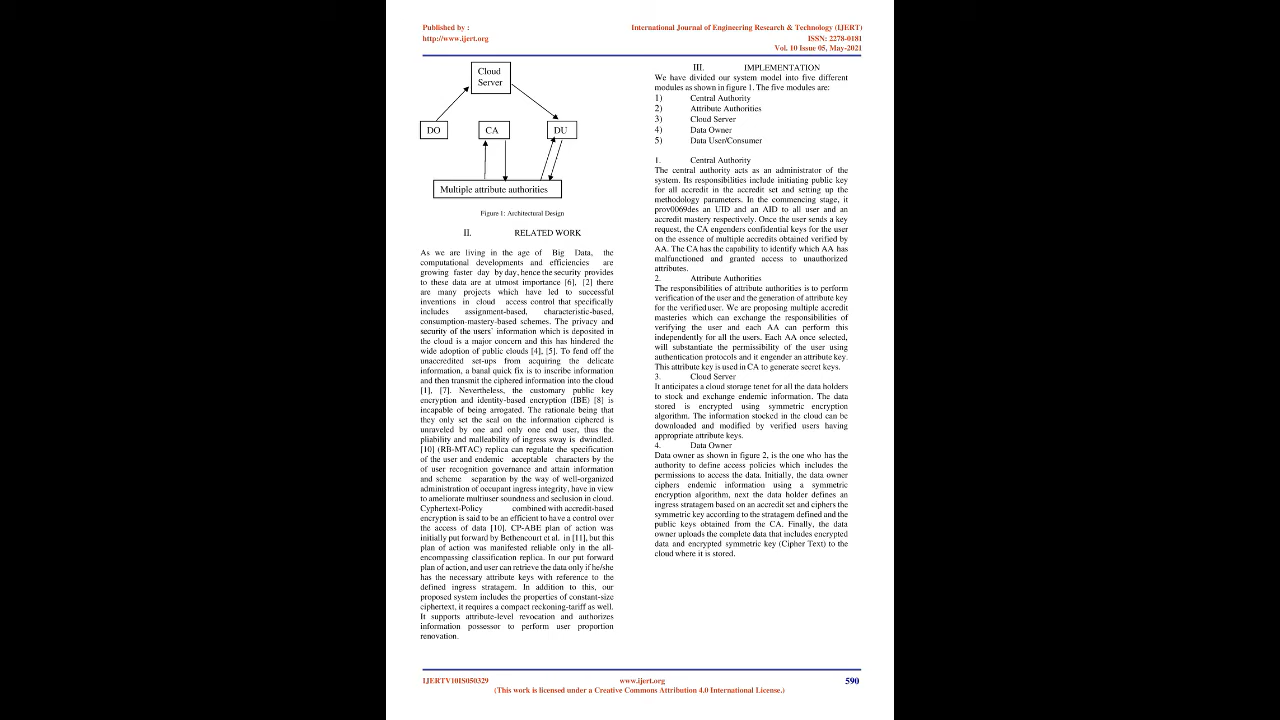 Published by :
http://www.ijert.org
International Journal of Engineering Research & Technology (IJERT)
ISSN: 2278-0181
Vol. 10 Issue 05, May-2021
Cloud
Server
DO
CA
DU
Multiple attribute authorities
Figure 1: Architectural Design
II. RELATED WORK
As we are living in the age of Big Data, the
computational developments and efficiencies are
growing faster day by day, hence the security provides
to these data are at utmost importance [6], [2] there
are many projects which have led to successful
inventions in cloud access control that specifically
includes assignment-based, characteristic-based,
consumption-mastery-based schemes. The privacy and
security of the users' information which is deposited in
the cloud is a major concern and this has hindered the
wide adoption of public clouds [4], [5]. To fend off the
unaccredited set-ups from acquiring the delicate
information, a banal quick fix is to inscribe information
and then transmit the ciphered information into the cloud
[1], [7]. Nevertheless, the customary public key
encryption and identity-based encryption (IBE) [8] is
incapable of being arrogated. The rationale being that
they only set the seal on the information ciphered is
unraveled by one and only one end user, thus the
pliability and malleability of ingress sway is dwindled.
[10] (RB-MTAC) replica can regulate the specification
of the user and endemic acceptable characters by the
of user recognition governance and attain information
and scheme separation by the way of well-organized
administration of occupant ingress integrity, have in view
to ameliorate multiuser soundness and seclusion in cloud.
Cyphertext-Policy combined with accredit-based
encryption is said to be an efficient to have a control over
the access of data [10]. CP-ABE plan of action was
initially put forward by Bethencourt et al. in [11], but this
plan of action was manifested reliable only in the all-
encompassing classification replica. In our put forward
plan of action, and user can retrieve the data only if he/she
has the necessary attribute keys with reference to the
defined ingress stratagem. In addition to this, our
proposed system includes the properties of constant-size
ciphertext, it requires a compact reckoning-tariff as well.
It supports attribute-level revocation and authorizes
information possessor to perform user proportion
renovation.
III. IMPLEMENTATION
We have divided our system model into five different
modules as shown in figure 1. The five modules are:
1) Central Authority
2) Attribute Authorities
3) Cloud Server
4) Data Owner
5) Data User/Consumer
1. Central Authority
The central authority acts as an administrator of the
system. Its responsibilities include initiating public key
for all accredit in the accredit set and setting up the
methodology parameters. In the commencing stage, it
prov0069des an UID and an AID to all user and an
accredit mastery respectively. Once the user sends a key
request, the CA engenders confidential keys for the user
on the essence of multiple accredits obtained verified by
AA. The CA has the capability to identify which AA has
malfunctioned and granted access to unauthorized
attributes.
2. Attribute Authorities
The responsibilities of attribute authorities is to perform
verification of the user and the generation of attribute key
for the verified user. We are proposing multiple accredit
masteries which can exchange the responsibilities of
verifying the user and each AA can perform this
independently for all the users. Each AA once selected,
will substantiate the permissibility of the user using
authentication protocols and it engender an attribute key.
This attribute key is used in CA to generate secret keys.
3. Cloud Server
It anticipates a cloud storage tenet for all the data holders
to stock and exchange endemic information. The data
stored is encrypted using symmetric encryption
algorithm. The information stocked in the cloud can be
downloaded and modified by verified users having
appropriate attribute keys.
4. Data Owner
Data owner as shown in figure 2, is the one who has the
authority to define access policies which includes the
permissions to access the data. Initially, the data owner
ciphers endemic information using a symmetric
encryption algorithm, next the data holder defines an
ingress stratagem based on an accredit set and ciphers the
symmetric key according to the stratagem defined and the
public keys obtained from the CA. Finally, the data
owner uploads the complete data that includes encrypted
data and encrypted symmetric key (Cipher Text) to the
cloud where it is stored.
IJERTV10IS050329
www.ijert.org
590
(This work is licensed under a Creative Commons Attribution 4.0 International License.)